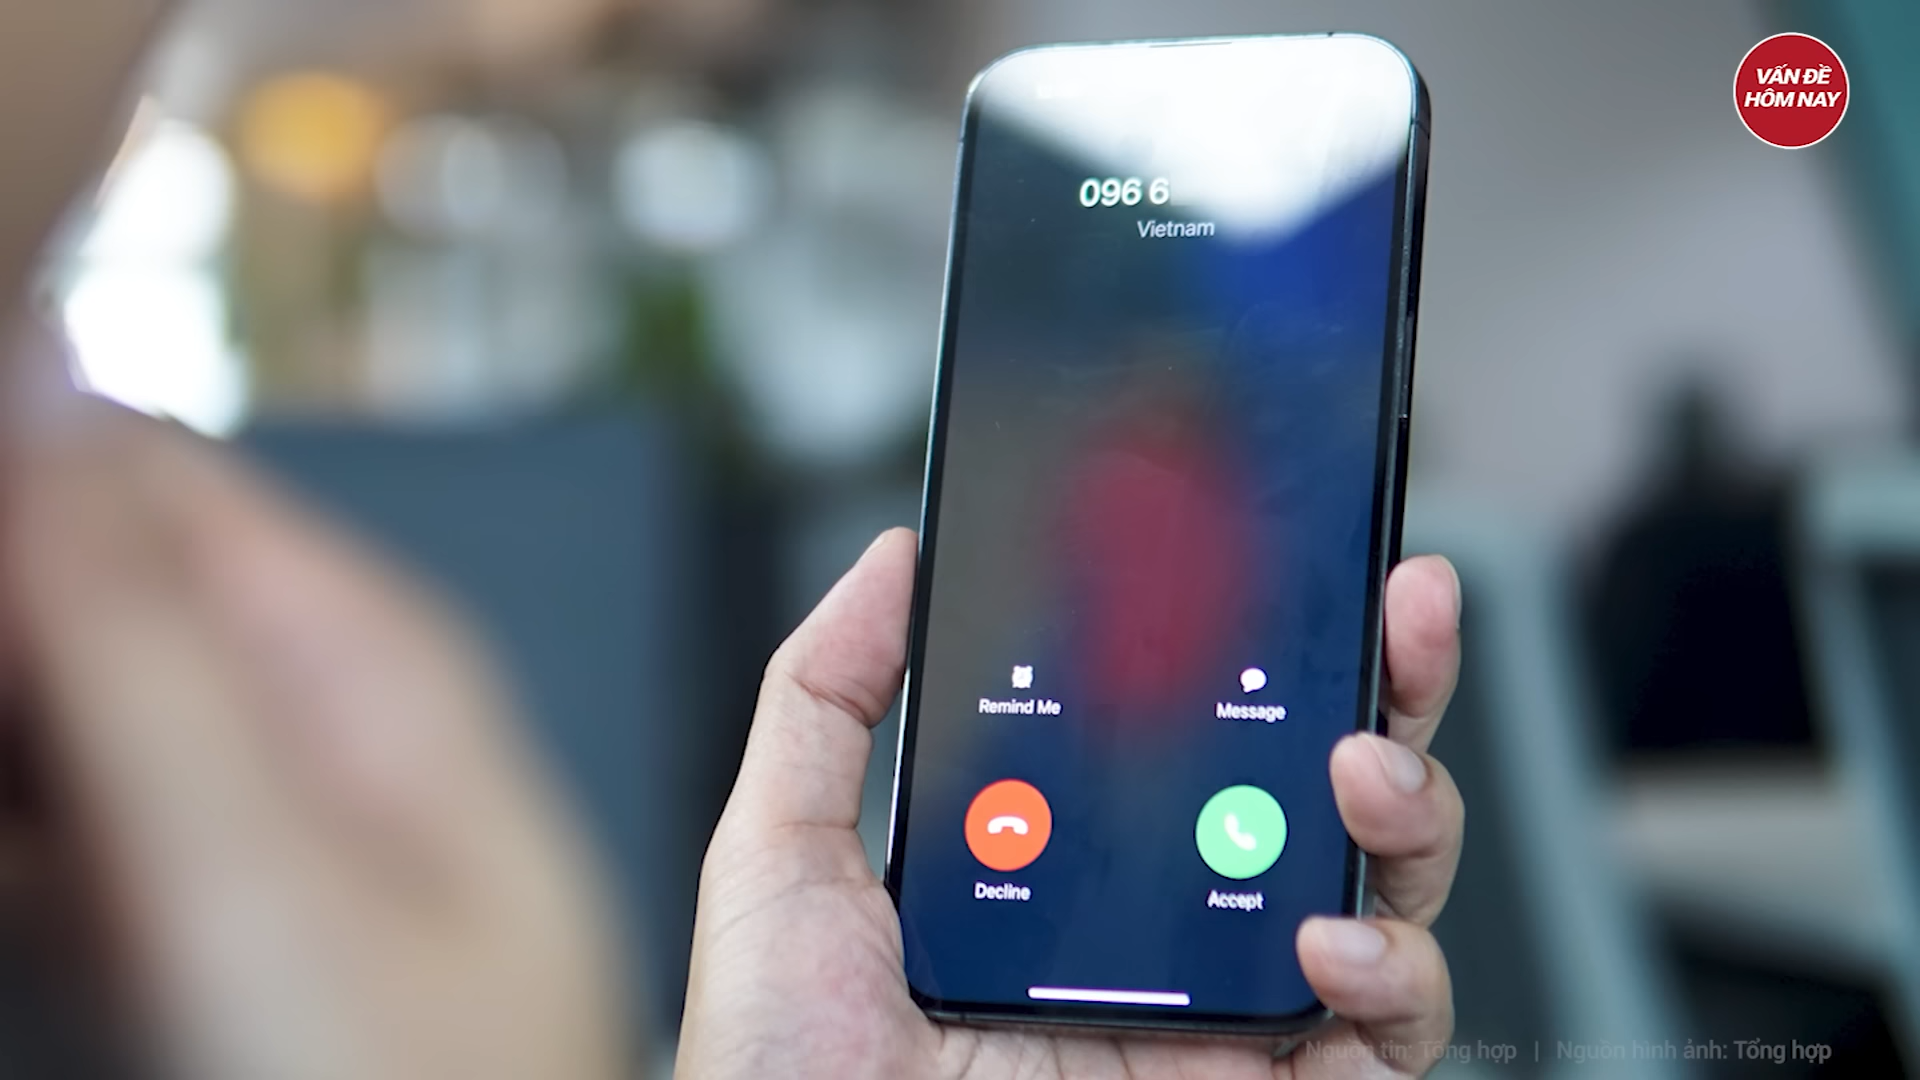 VẤN ĐỀ
HÔM NAY
096 6
Vietnam
Remind Me
Message
Decline
Accept
Nguồn tin: Tổng hợp | Nguồn hình ảnh: Tổng hợp